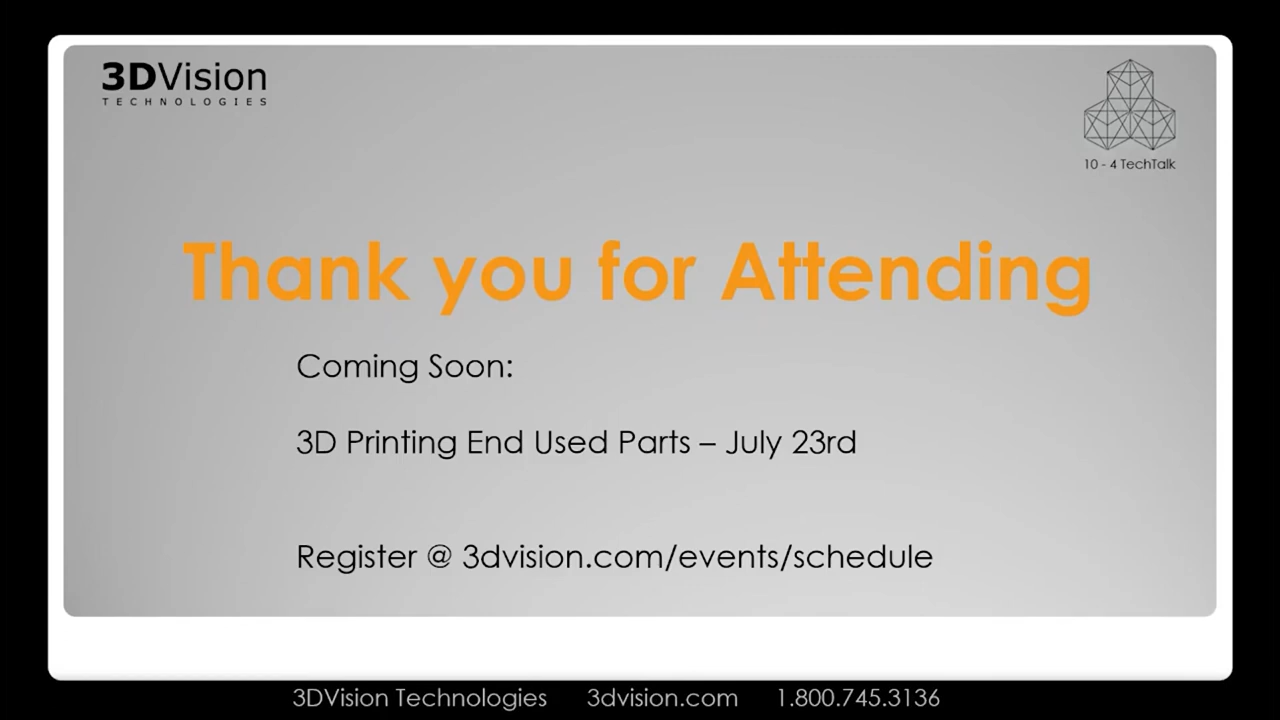 3DVision
TECHNOLOGIES
10 - 4 TechTalk
Thank you for Attending
Coming Soon:
3D Printing End Used Parts – July 23rd
Register @ 3dvision.com/events/schedule
3DVision Technologies 3dvision.com 1.800.745.3136